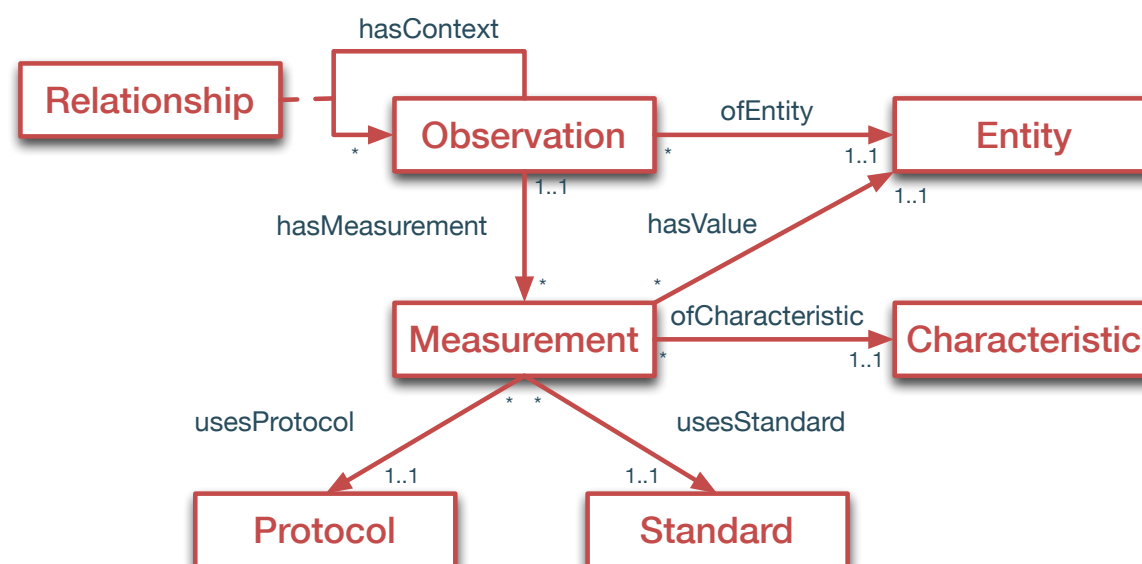 hasContext
Relationship
Observation
ofEntity
Entity
*
*
1..1
1..1
1..1
hasMeasurement
hasValue
*
*
ofCharacteristic
Measurement
Characteristic
*
1..1
* *
usesProtocol
usesStandard
1..1
1..1
Protocol
Standard